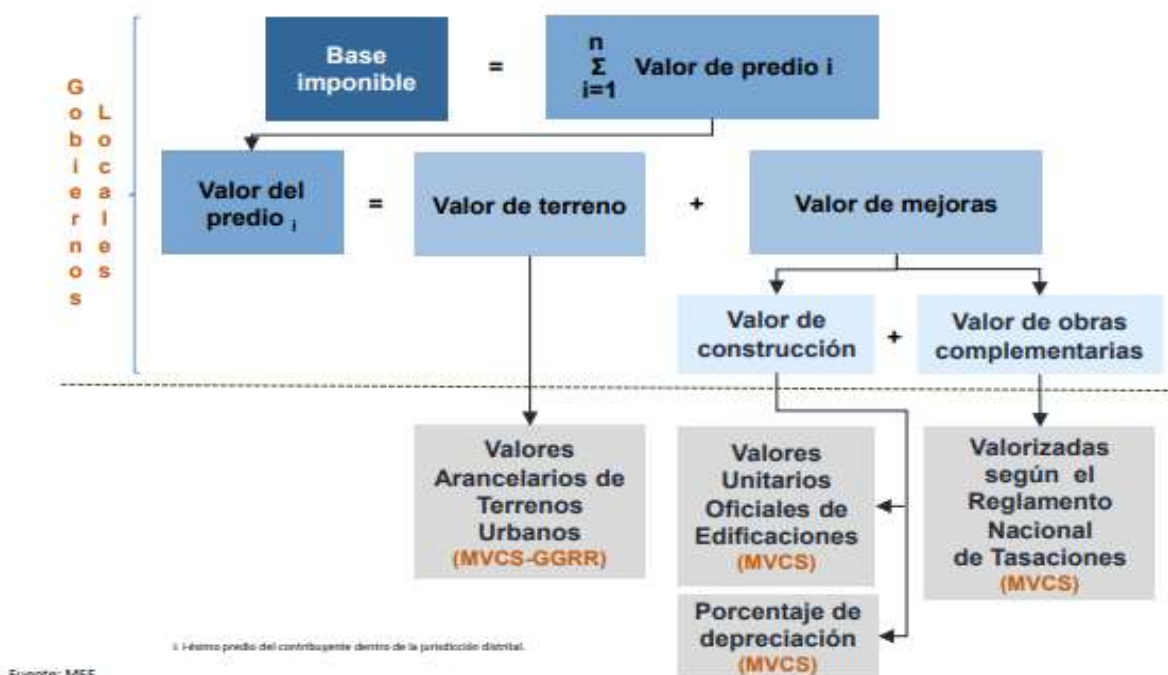 Gobiernos
Locales
Base
imponible
=
n
Σ
i=1
Valor de predio i
Valor del
predio i
=
Valor de terreno
+
Valor de mejoras
Valor de
construcción
+
Valor de obras
complementarias
Valores
Arancelarios de
Terrenos
Urbanos
(MVCS-GGRR)
Valores
Unitarios
Oficiales de
Edificaciones
(MVCS)
Valorizadas
según el
Reglamento
Nacional
de Tasaciones
(MVCS)
Porcentaje de
depreciación
(MVCS)
predio del contribuyente dentro de la jurisdicción distrital.
Fuente: MEF